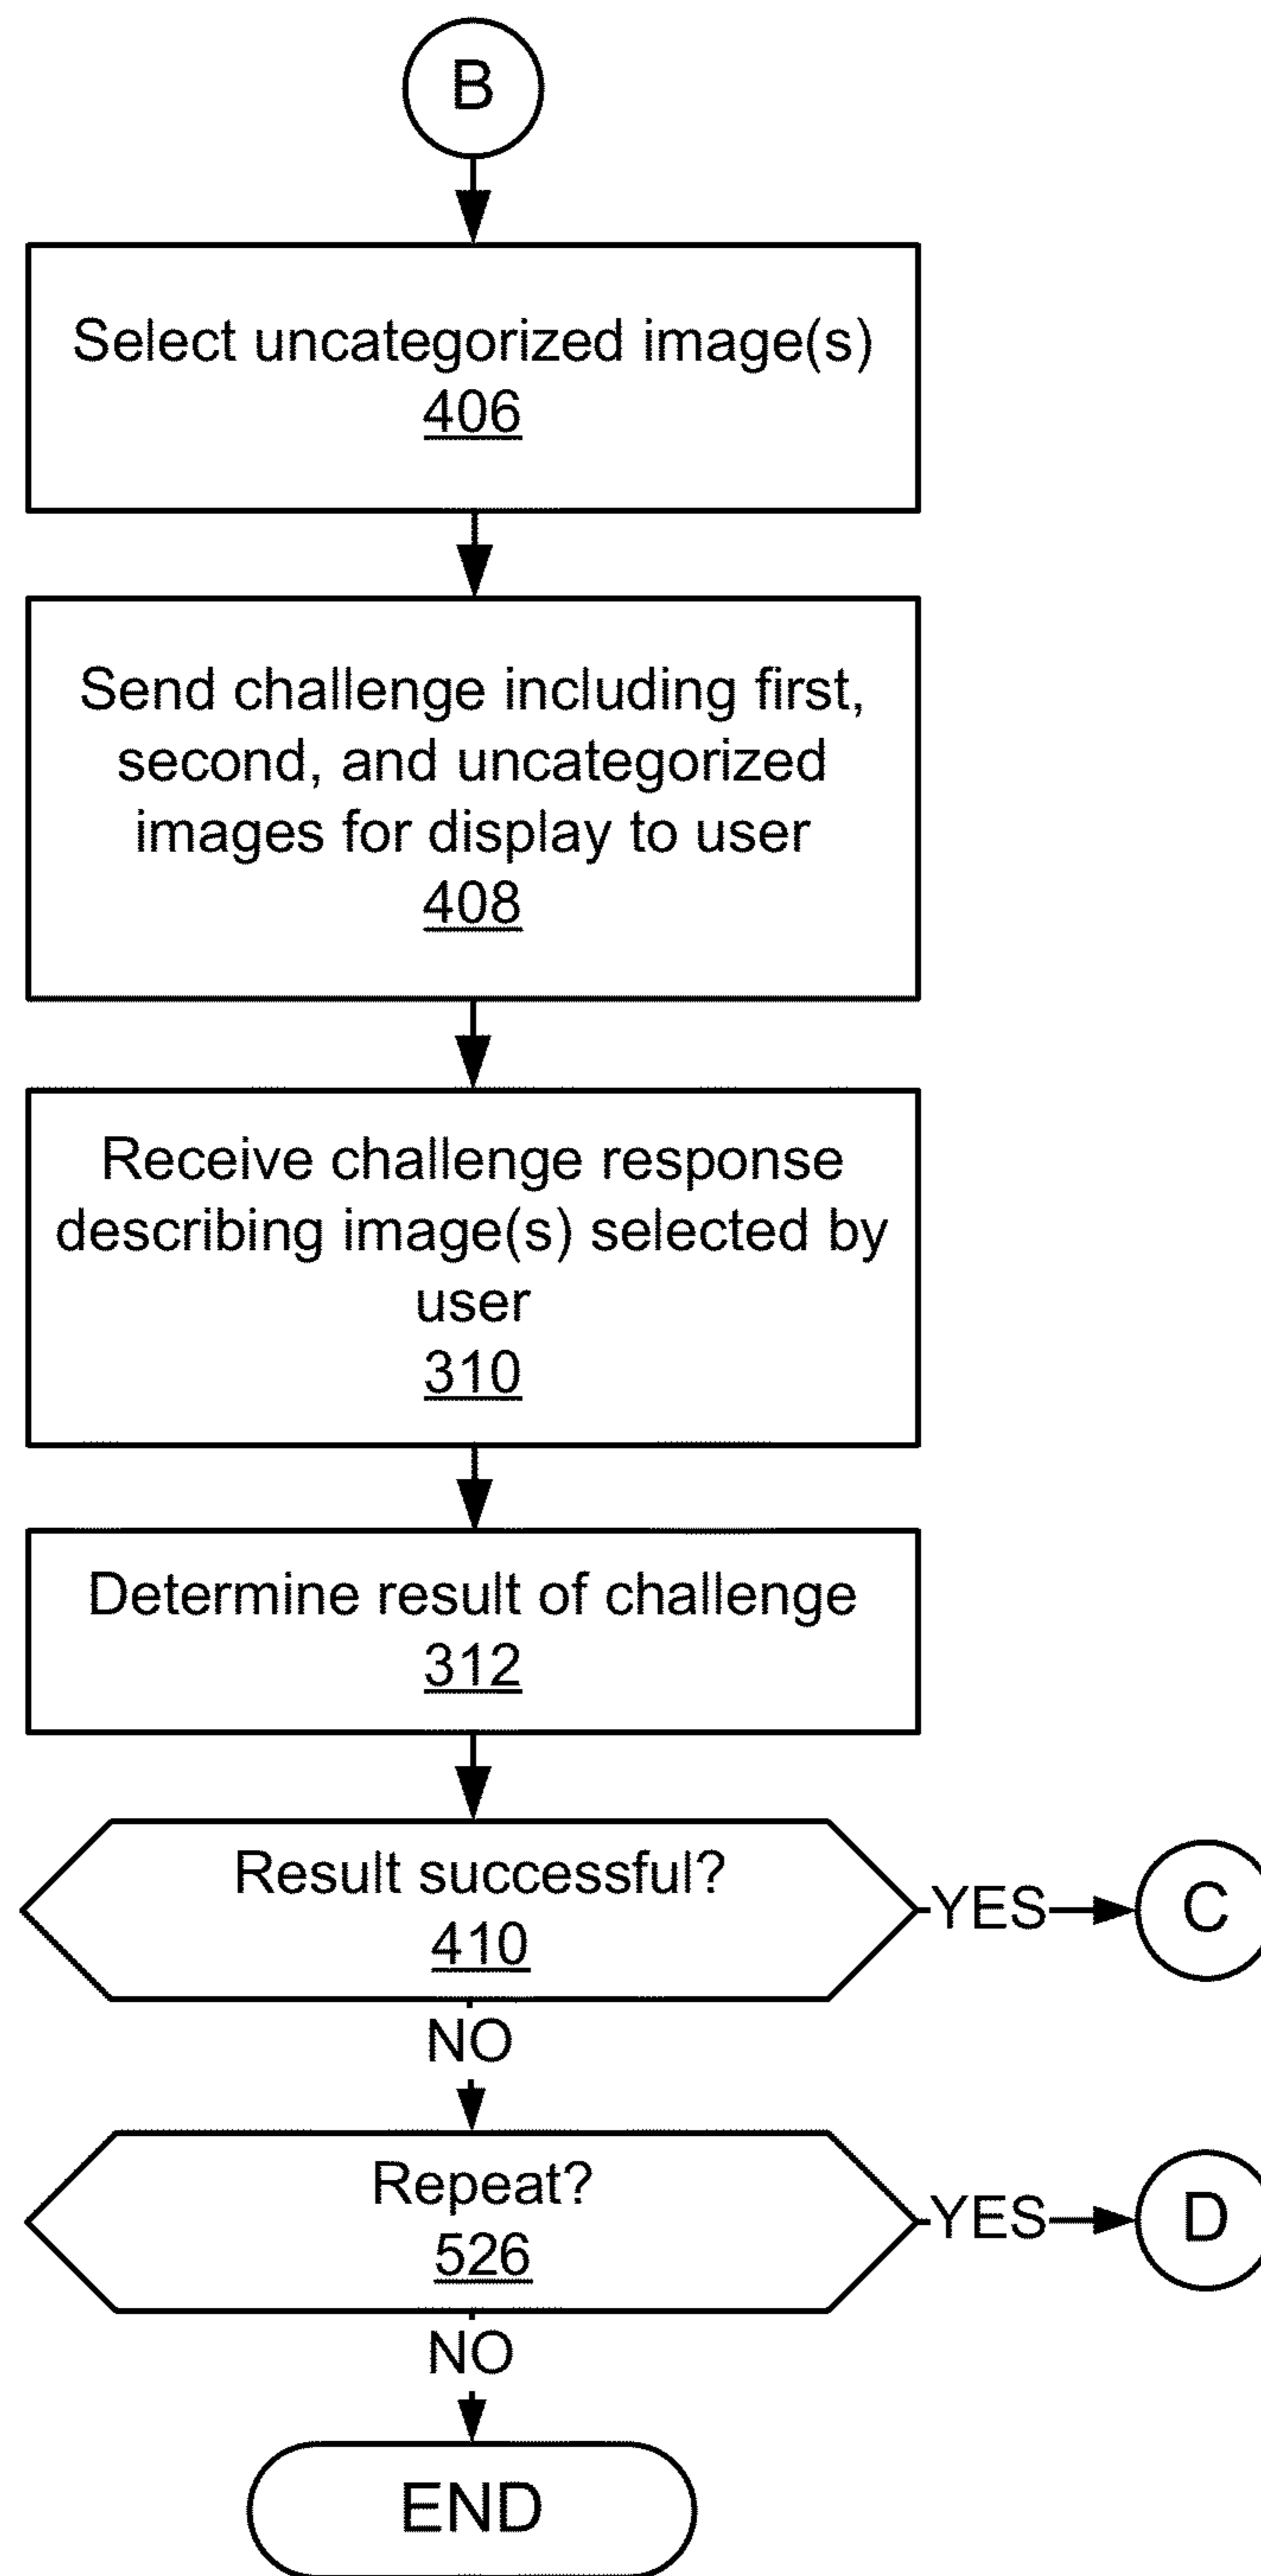 B
Select uncategorized image(s)
406
Send challenge including first,
second, and uncategorized
images for display to user
408
Receive challenge response
describing image(s) selected by
user
310
Determine result of challenge
312
Result successful?
410
YES
C
NO
Repeat?
526
YES
D
NO
END